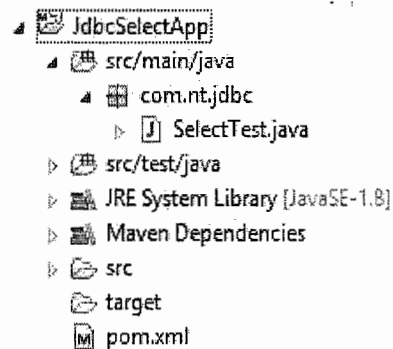 JdbcSelectApp
src/main/java
com.nt.jdbc
SelectTest.java
src/test/java
JRE System Library [JavaSE-1.8]
Maven Dependencies
src
target
pom.xml